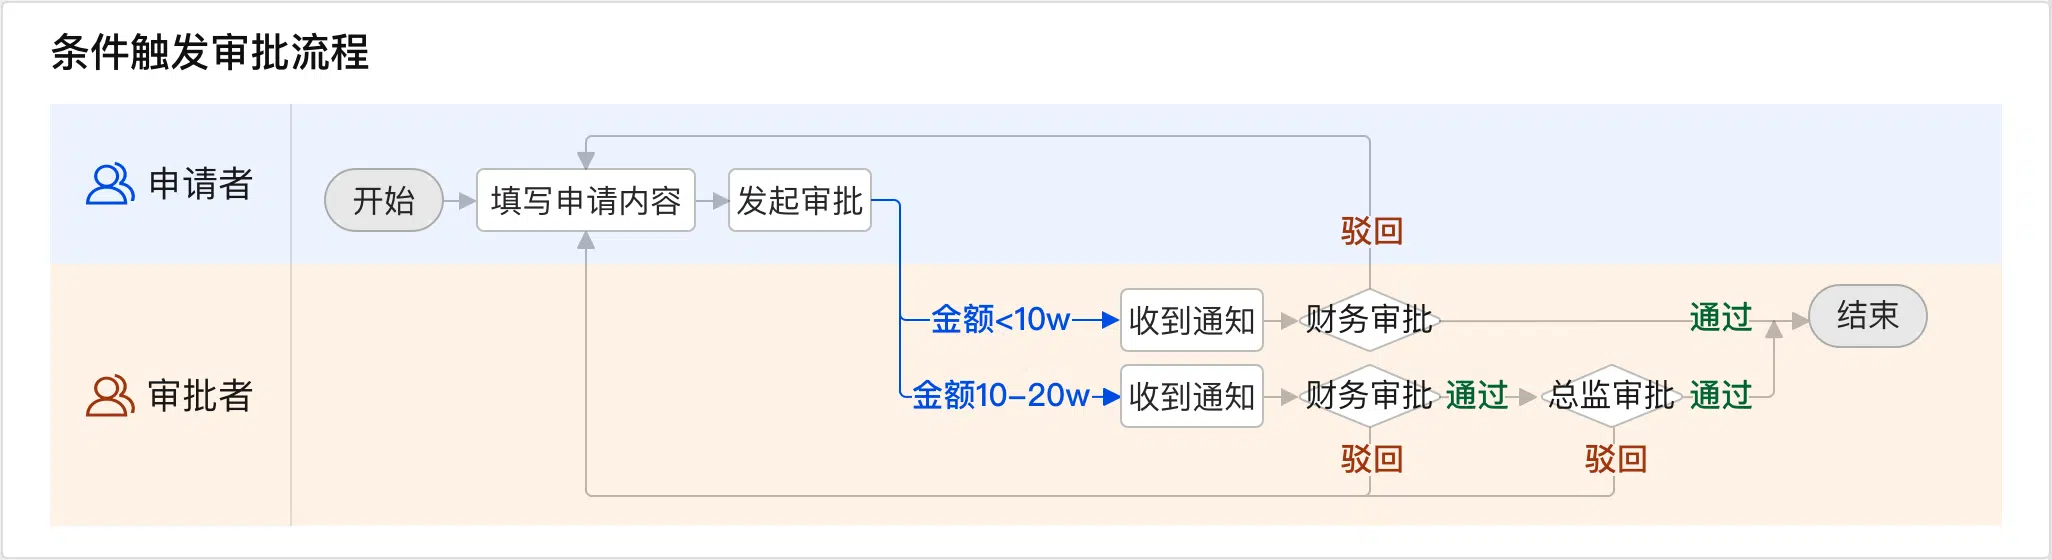 条件触发审批流程
申请者
开始
填写申请内容
发起审批
驳回
审批者
金额<10w
收到通知
财务审批
通过
结束
金额10–20w
收到通知
财务审批
通过
总监审批
通过
驳回
驳回